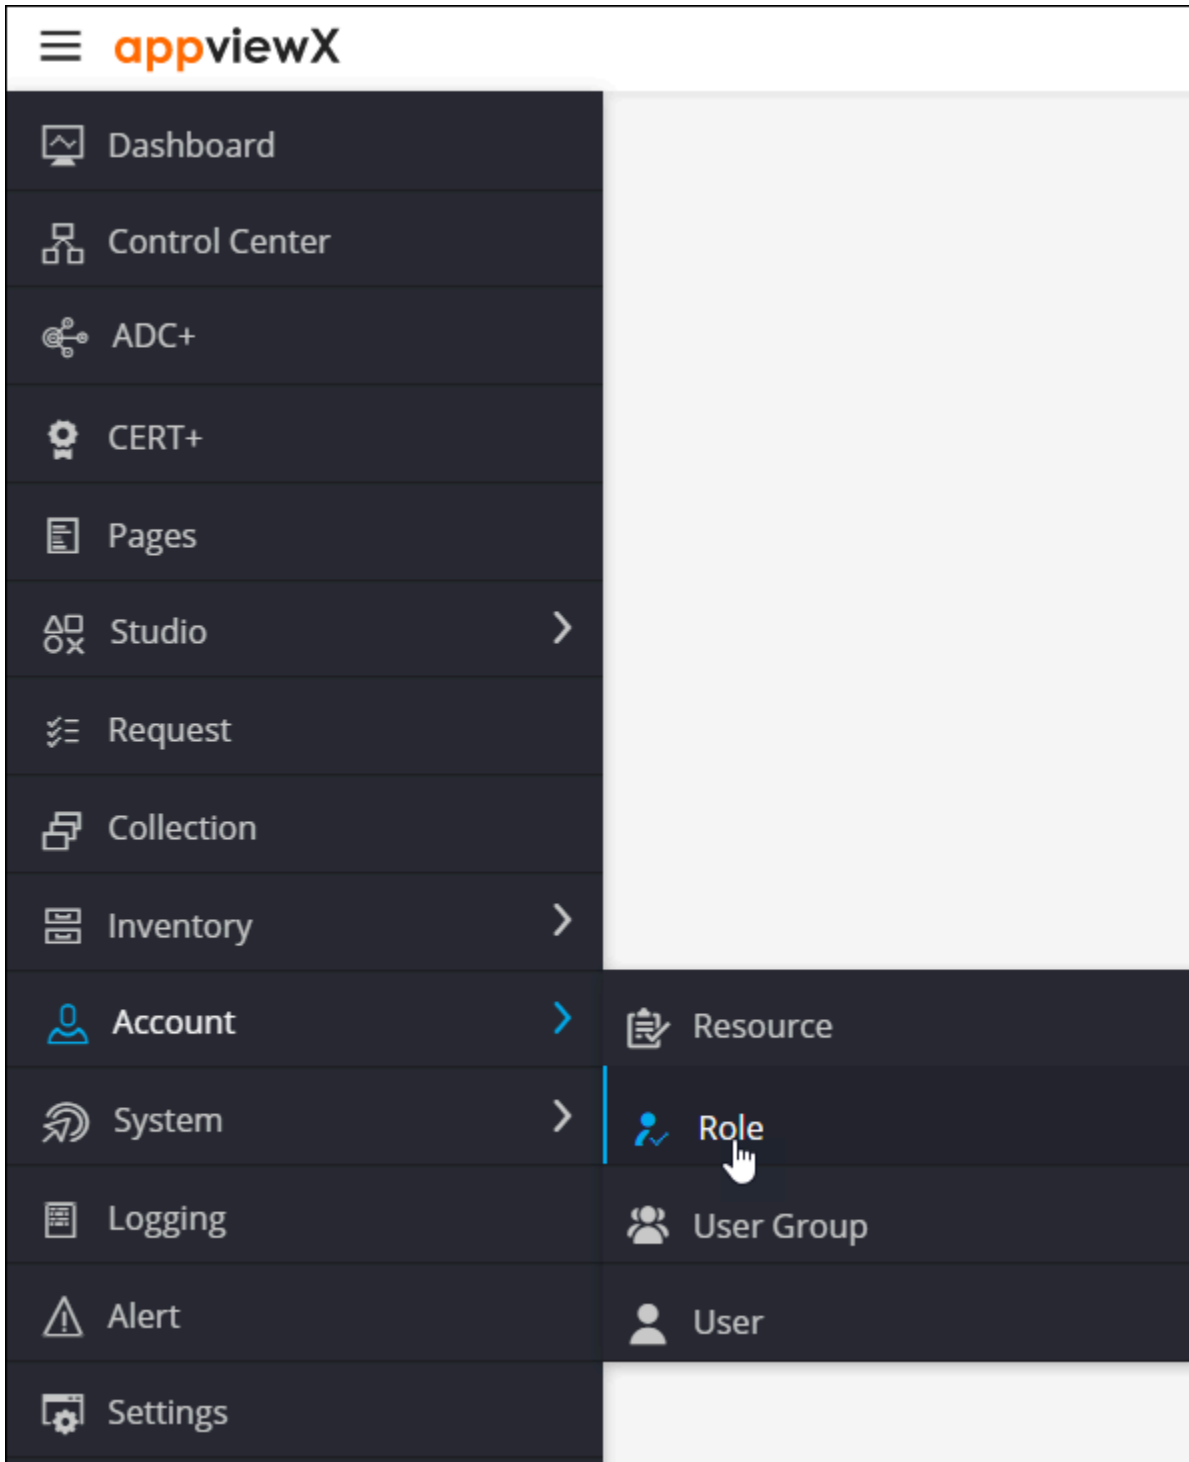 appviewX
Dashboard
Control Center
ADC+
CERT+
Pages
Studio
Request
Collection
Inventory
Account
Resource
System
Role
Logging
User Group
Alert
User
Settings